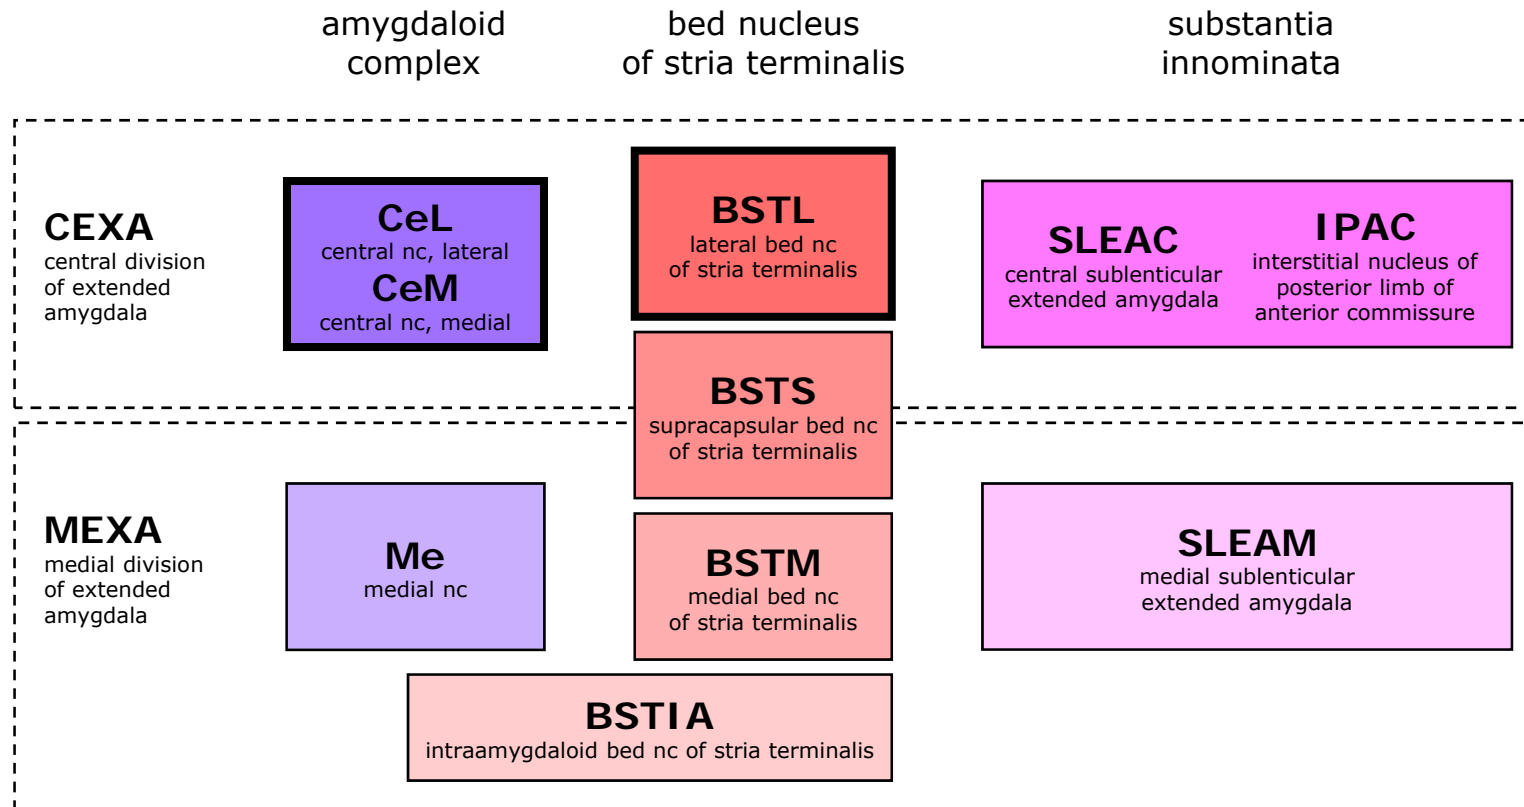 amygdaloid
complex
bed nucleus
of stria terminalis
substantia
innominata
CEXA
central division
of extended
amygdala
CeL
central nc, lateral
CeM
central nc, medial
BSTL
lateral bed nc
of stria terminalis
SLEAC
central sublenticular
extended amygdala
IPAC
interstitial nucleus of
posterior limb of
anterior commissure
BSTS
supracapsular bed nc
of stria terminalis
MEXA
medial division
of extended
amygdala
Me
medial nc
BSTM
medial bed nc
of stria terminalis
SLEAM
medial sublenticular
extended amygdala
BSTIA
intraamygdaloid bed nc of stria terminalis